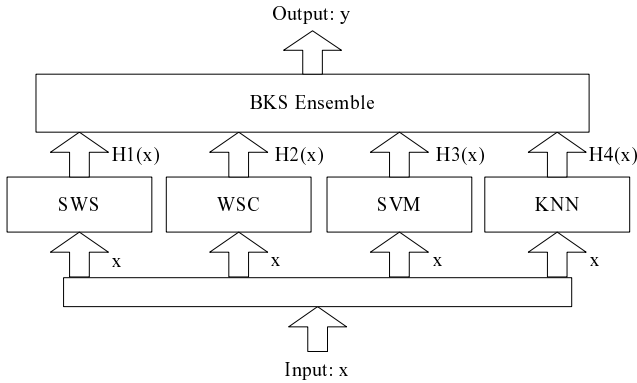 Output: y
BKS Ensemble
H1(x) H2(x) H3(x) H4(x)
SWS WSC SVM KNN
x x x x
Input: x